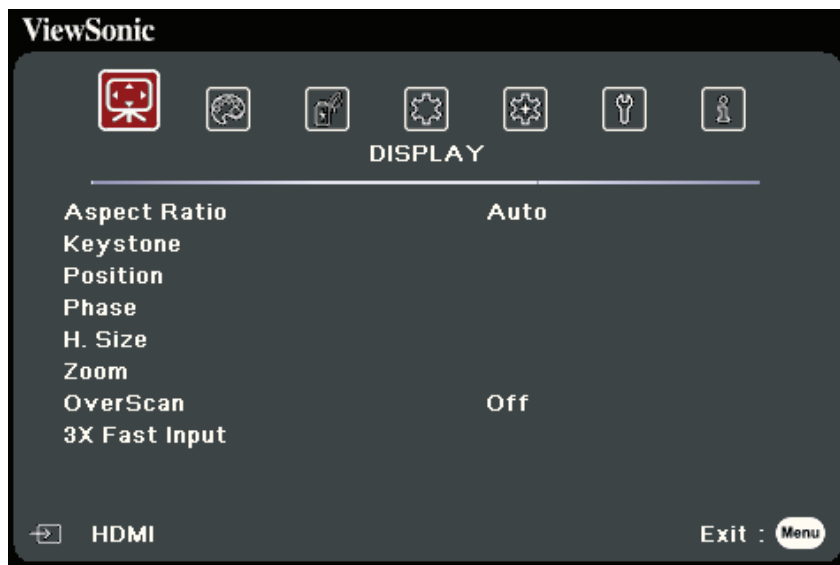 ViewSonic
DISPLAY
Aspect Ratio Auto
Keystone
Position
Phase
H. Size
Zoom
OverScan Off
3X Fast Input
HDMI Exit : Menu